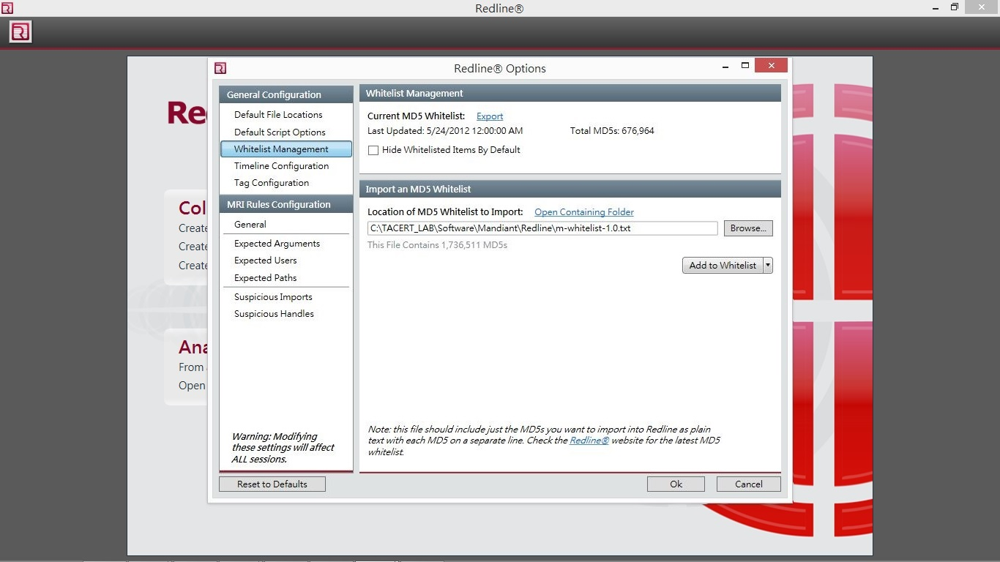 Redline®
Re
Col
Create
Create
Create
Ana
From
Open
Redline® Options
General Configuration
Default File Locations
Default Script Options
Whitelist Management
Timeline Configuration
Tag Configuration
MRI Rules Configuration
General
Expected Arguments
Expected Users
Expected Paths
Suspicious Imports
Suspicious Handles
Warning: Modifying
these settings will affect
ALL sessions.
Whitelist Management
Current MD5 Whitelist: Export
Last Updated: 5/24/2012 12:00:00 AM Total MD5s: 676,964
Hide Whitelisted Items By Default
Import an MD5 Whitelist
Location of MD5 Whitelist to Import: Open Containing Folder
C:\TACERT_LAB\Software\Mandiant\Redline\m-whitelist-1.0.txt Browse...
This File Contains 1,736,511 MD5s
Add to Whitelist
Note: this file should include just the MD5s you want to import into Redline as plain
text with each MD5 on a separate line. Check the Redline® website for the latest MD5
whitelist.
Reset to Defaults Ok Cancel